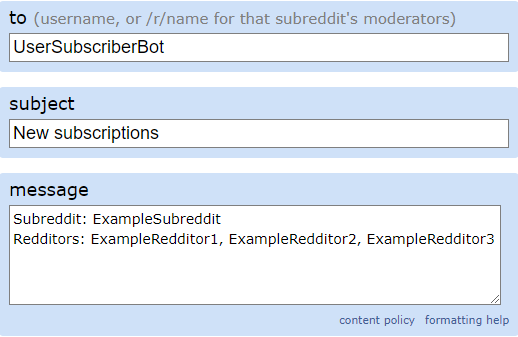 to (username, or /r/name for that subreddit's moderators)
UserSubscriberBot
subject
New subscriptions
message
Subreddit: ExampleSubreddit
Redditors: ExampleRedditor1, ExampleRedditor2, ExampleRedditor3
content policy formatting help